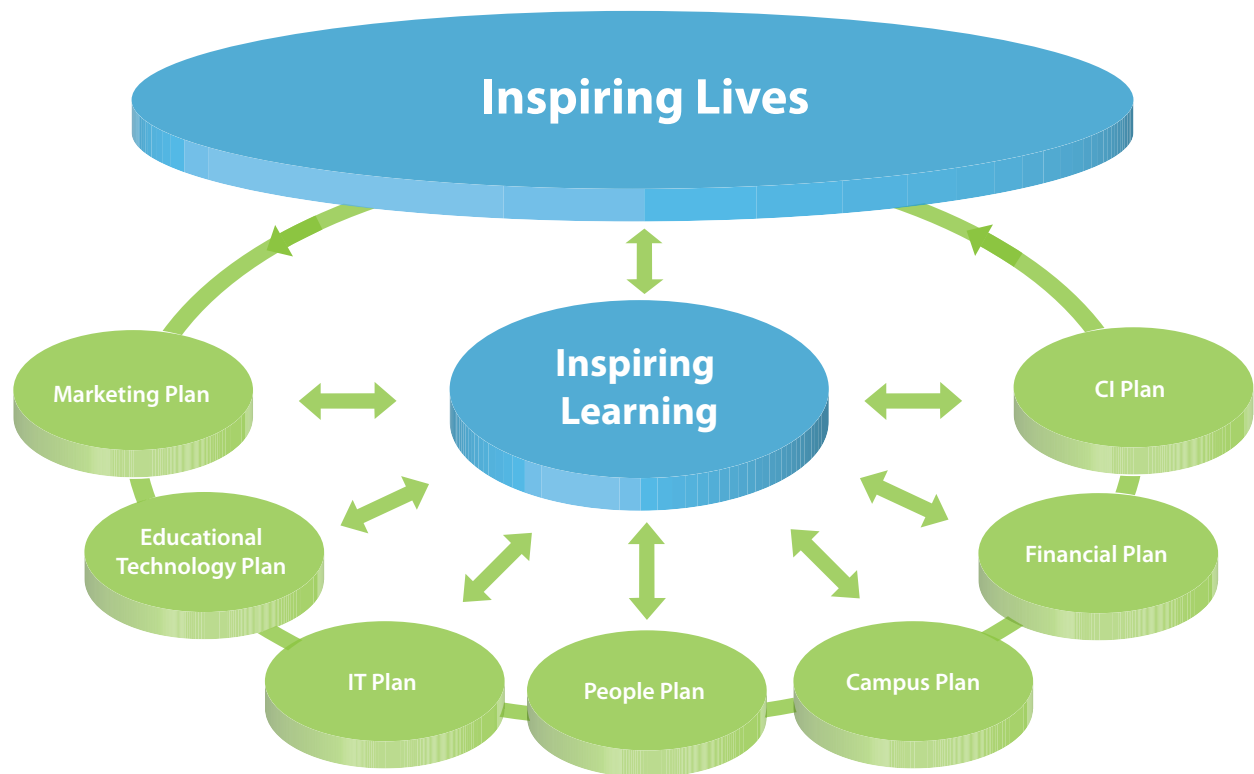 Inspiring Lives
Inspiring
Learning
Marketing Plan
CI Plan
Educational
Technology Plan
Financial Plan
IT Plan
People Plan
Campus Plan